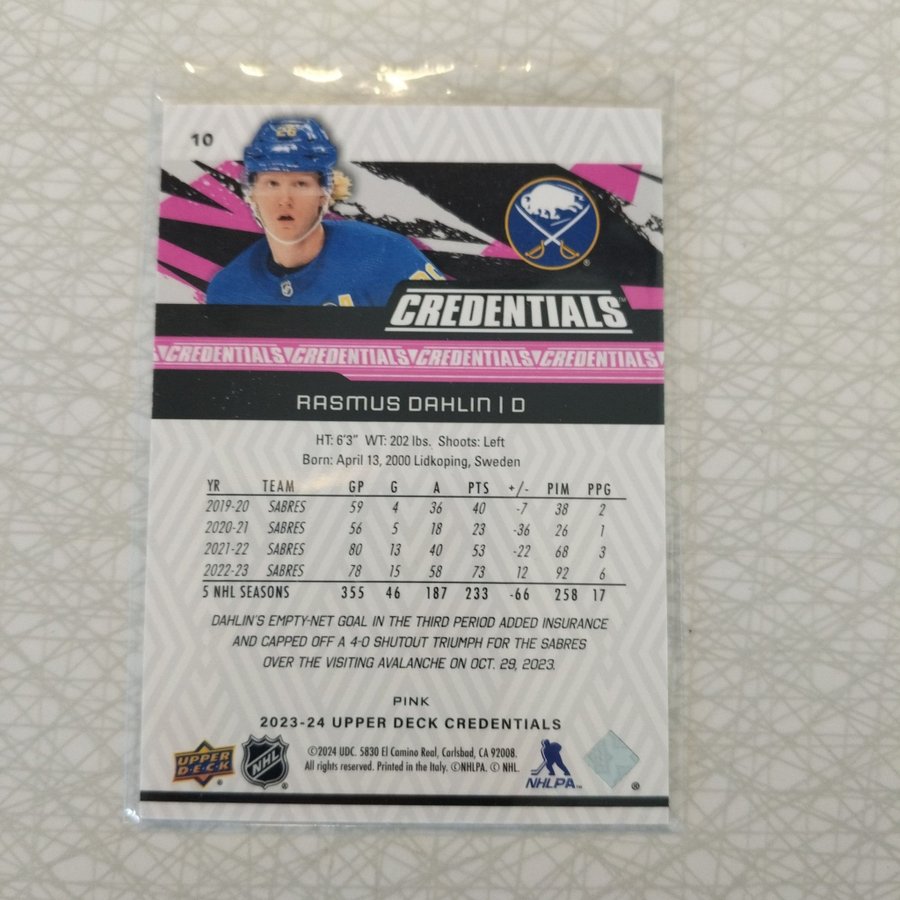 10
26
CREDENTIALS™
CREDENTIALS CREDENTIALS CREDENTIALS CREDENTIALS
RASMUS DAHLIN | D
HT: 6'3" WT: 202 lbs. Shoots: Left
Born: April 13, 2000 Lidkoping, Sweden
YR TEAM GP G A PTS +/- PIM PPG
2019-20 SABRES 59 4 36 40 -7 38 2
2020-21 SABRES 56 5 18 23 -36 26 1
2021-22 SABRES 80 13 40 53 -22 68 3
2022-23 SABRES 78 15 58 73 12 92 6
5 NHL SEASONS 355 46 187 233 -66 258 17
DAHLIN'S EMPTY-NET GOAL IN THE THIRD PERIOD ADDED INSURANCE
AND CAPPED OFF A 4-0 SHUTOUT TRIUMPH FOR THE SABRES
OVER THE VISITING AVALANCHE ON OCT. 29, 2023.
PINK
2023-24 UPPER DECK CREDENTIALS
UPPER DECK ®
NHL ®
©2024 UDC. 5830 El Camino Real, Carlsbad, CA 92008.
All rights reserved. Printed in the Italy. ©NHLPA. © NHL.
NHLPA™
®